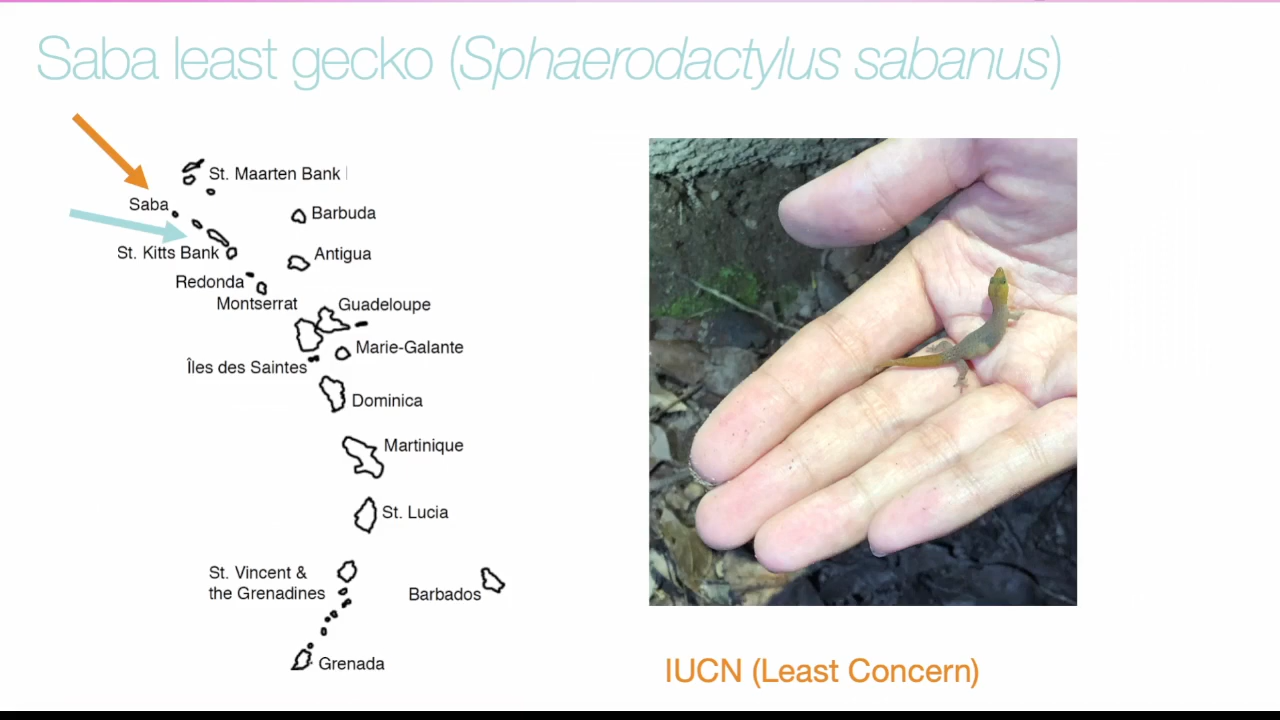 Saba least gecko (Sphaerodactylus sabanus)
St. Maarten Bank
Saba
Barbuda
St. Kitts Bank
Antigua
Redonda
Montserrat
Guadeloupe
Marie-Galante
Îles des Saintes
Dominica
Martinique
St. Lucia
St. Vincent &
the Grenadines
Barbados
Grenada
IUCN (Least Concern)